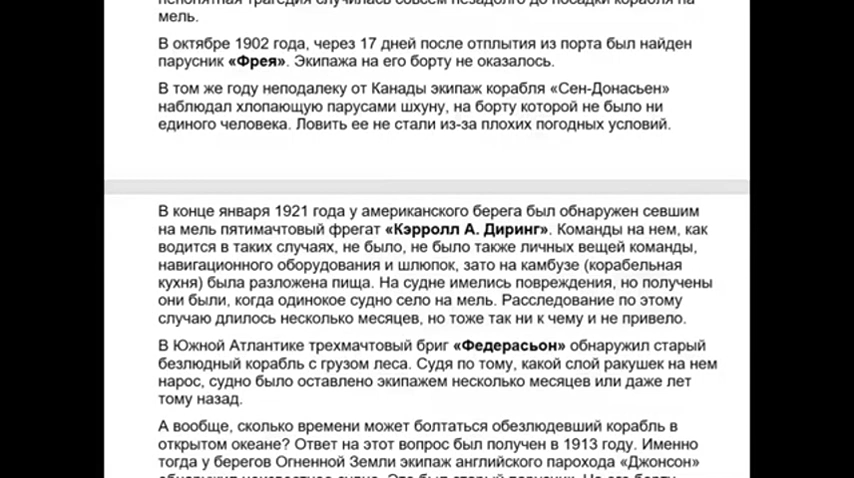 непонятная трагедия случилась совсем незадолго до посадки корабля на
мель.
В октябре 1902 года, через 17 дней после отплытия из порта был найден
парусник «Фрея». Экипажа на его борту не оказалось.
В том же году неподалеку от Канады экипаж корабля «Сен-Донасьен»
наблюдал хлопающую парусами шхуну, на борту которой не было ни
единого человека. Ловить ее не стали из-за плохих погодных условий.
В конце января 1921 года у американского берега был обнаружен севшим
на мель пятимачтовый фрегат «Кэрролл А. Диринг». Команды на нем, как
водится в таких случаях, не было, не было также личных вещей команды,
навигационного оборудования и шлюпок, зато на камбузе (корабельная
кухня) была разложена пища. На судне имелись повреждения, но получены
они были, когда одинокое судно село на мель. Расследование по этому
случаю длилось несколько месяцев, но тоже так ни к чему и не привело.
В Южной Атлантике трехмачтовый бриг «Федерасьон» обнаружил старый
безлюдный корабль с грузом леса. Судя по тому, какой слой ракушек на нем
нарос, судно было оставлено экипажем несколько месяцев или даже лет
тому назад.
А вообще, сколько времени может болтаться обезлюдевший корабль в
открытом океане? Ответ на этот вопрос был получен в 1913 году. Именно
тогда у берегов Огненной Земли экипаж английского парохода «Джонсон»